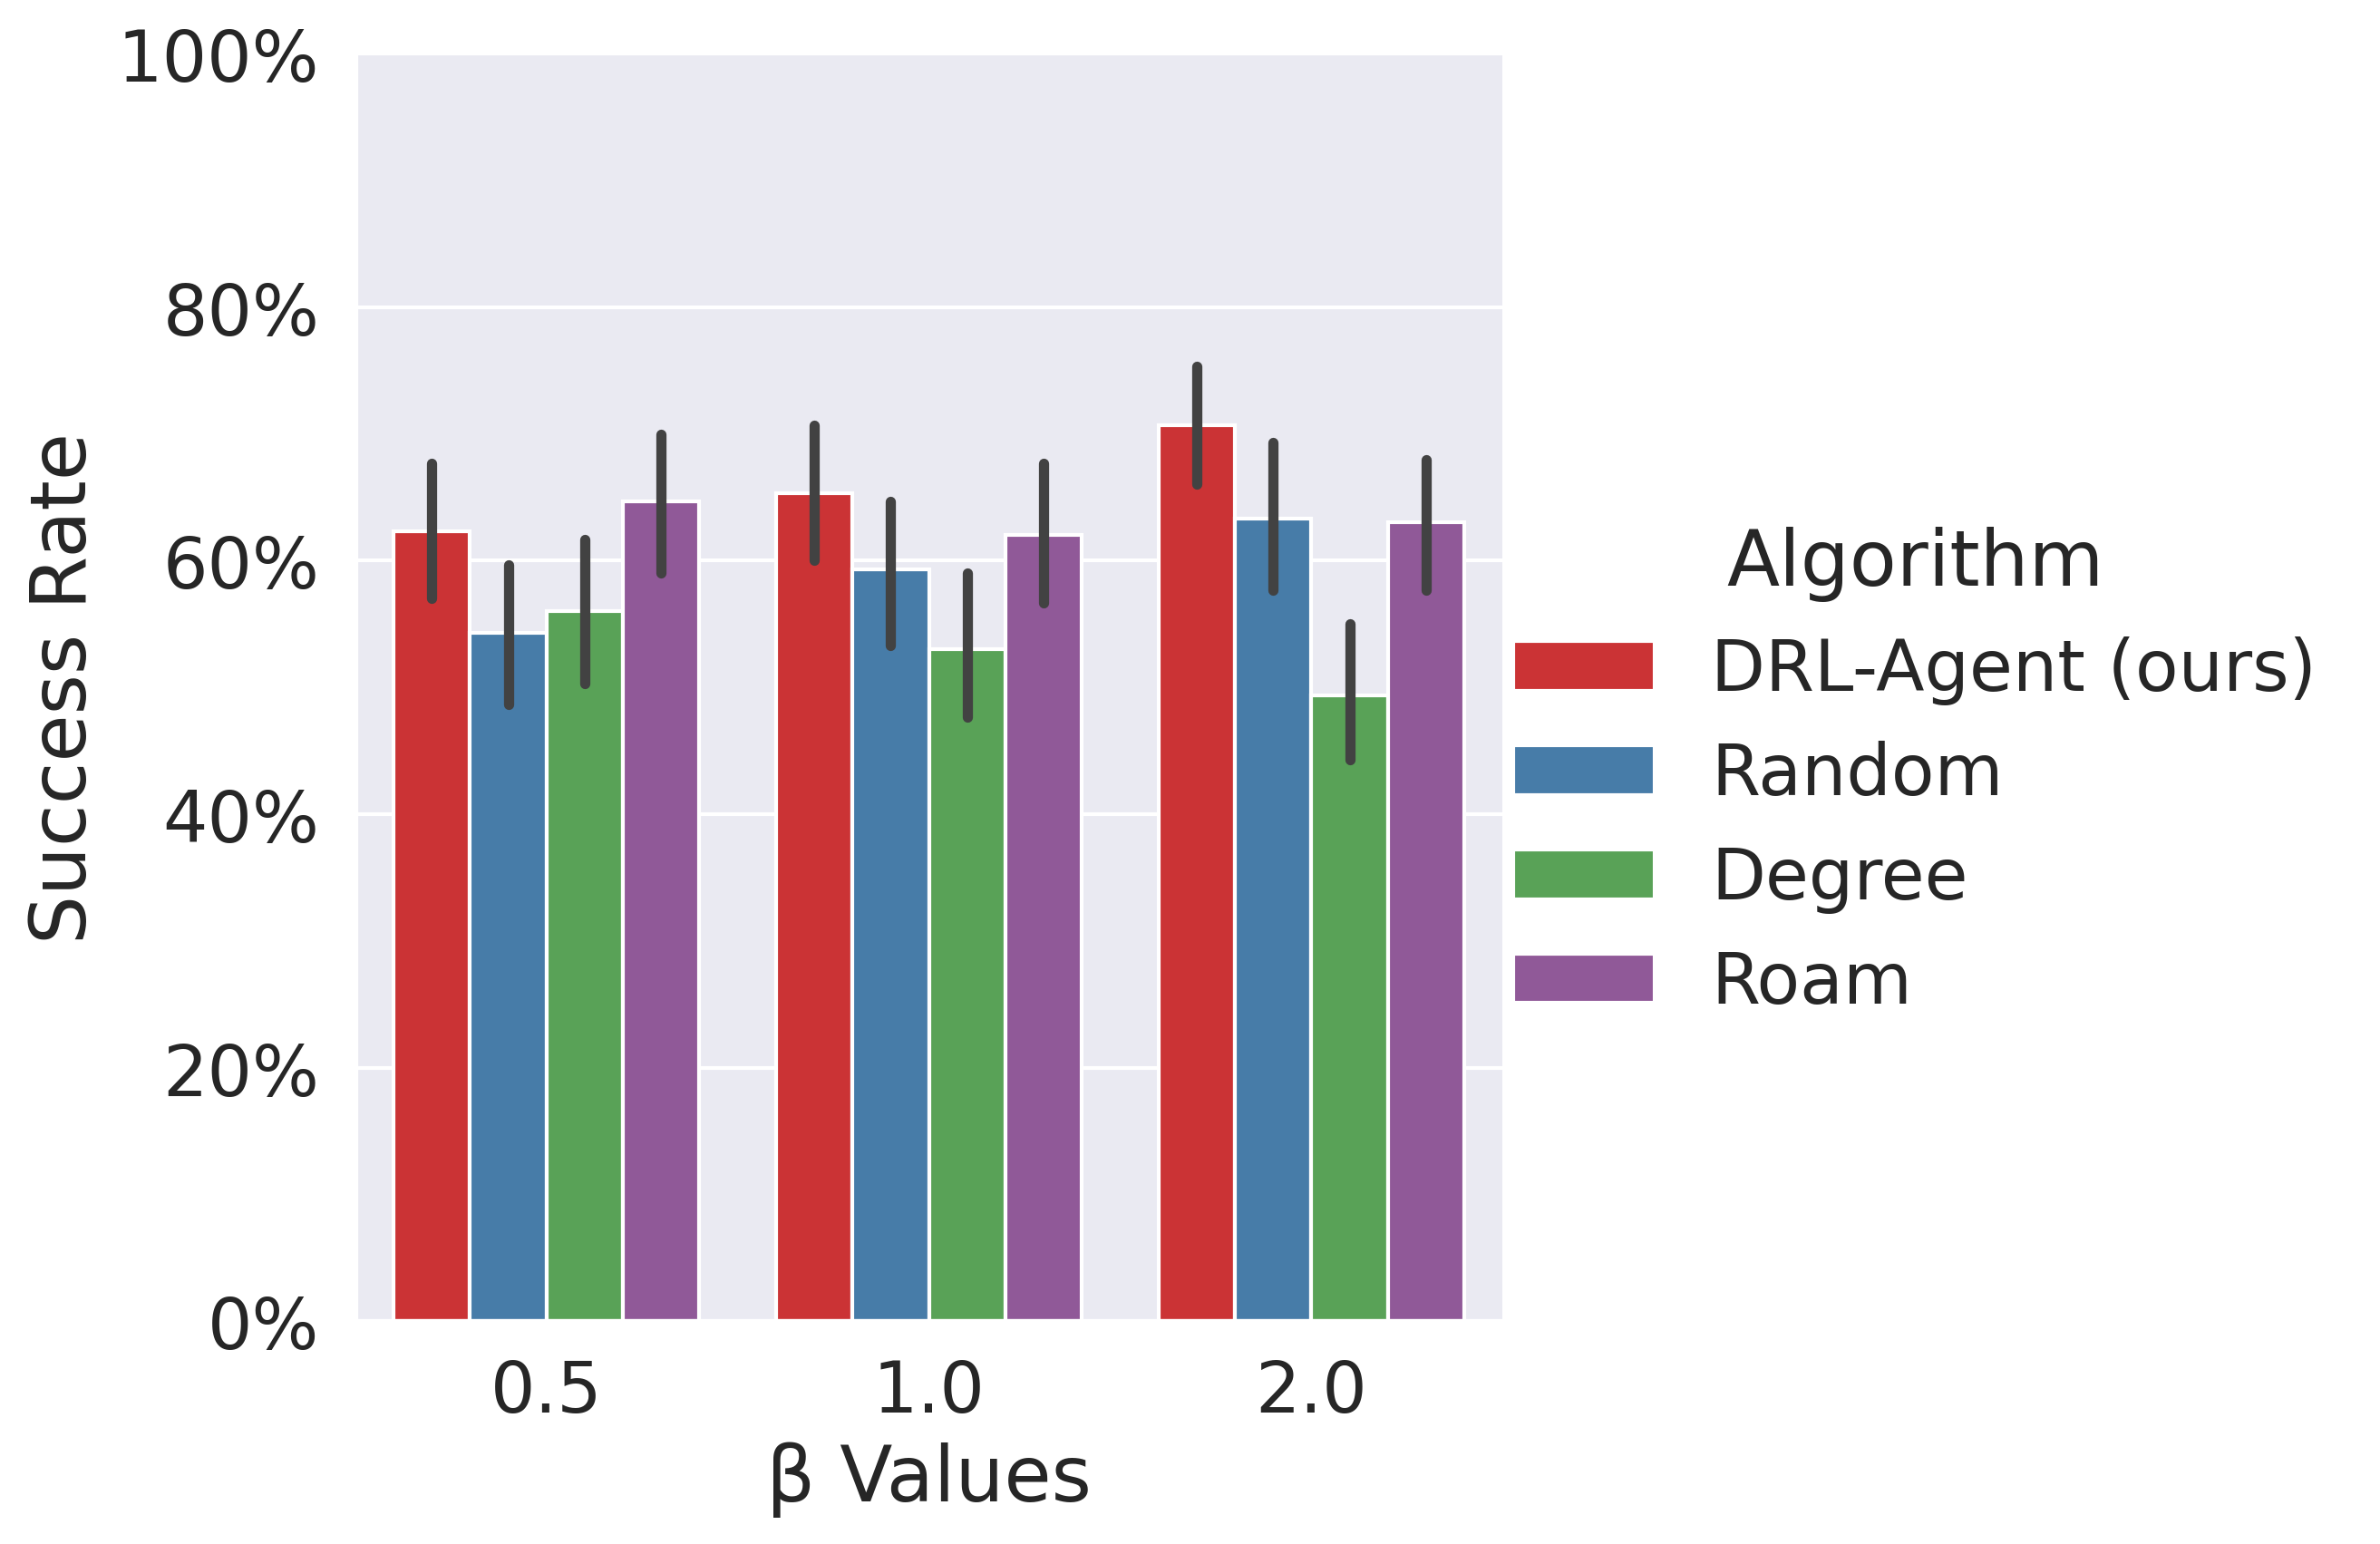 100%
80%
60%
40%
20%
0%
Success Rate
0.5 1.0 2.0
β Values
Algorithm
DRL-Agent (ours)
Random
Degree
Roam